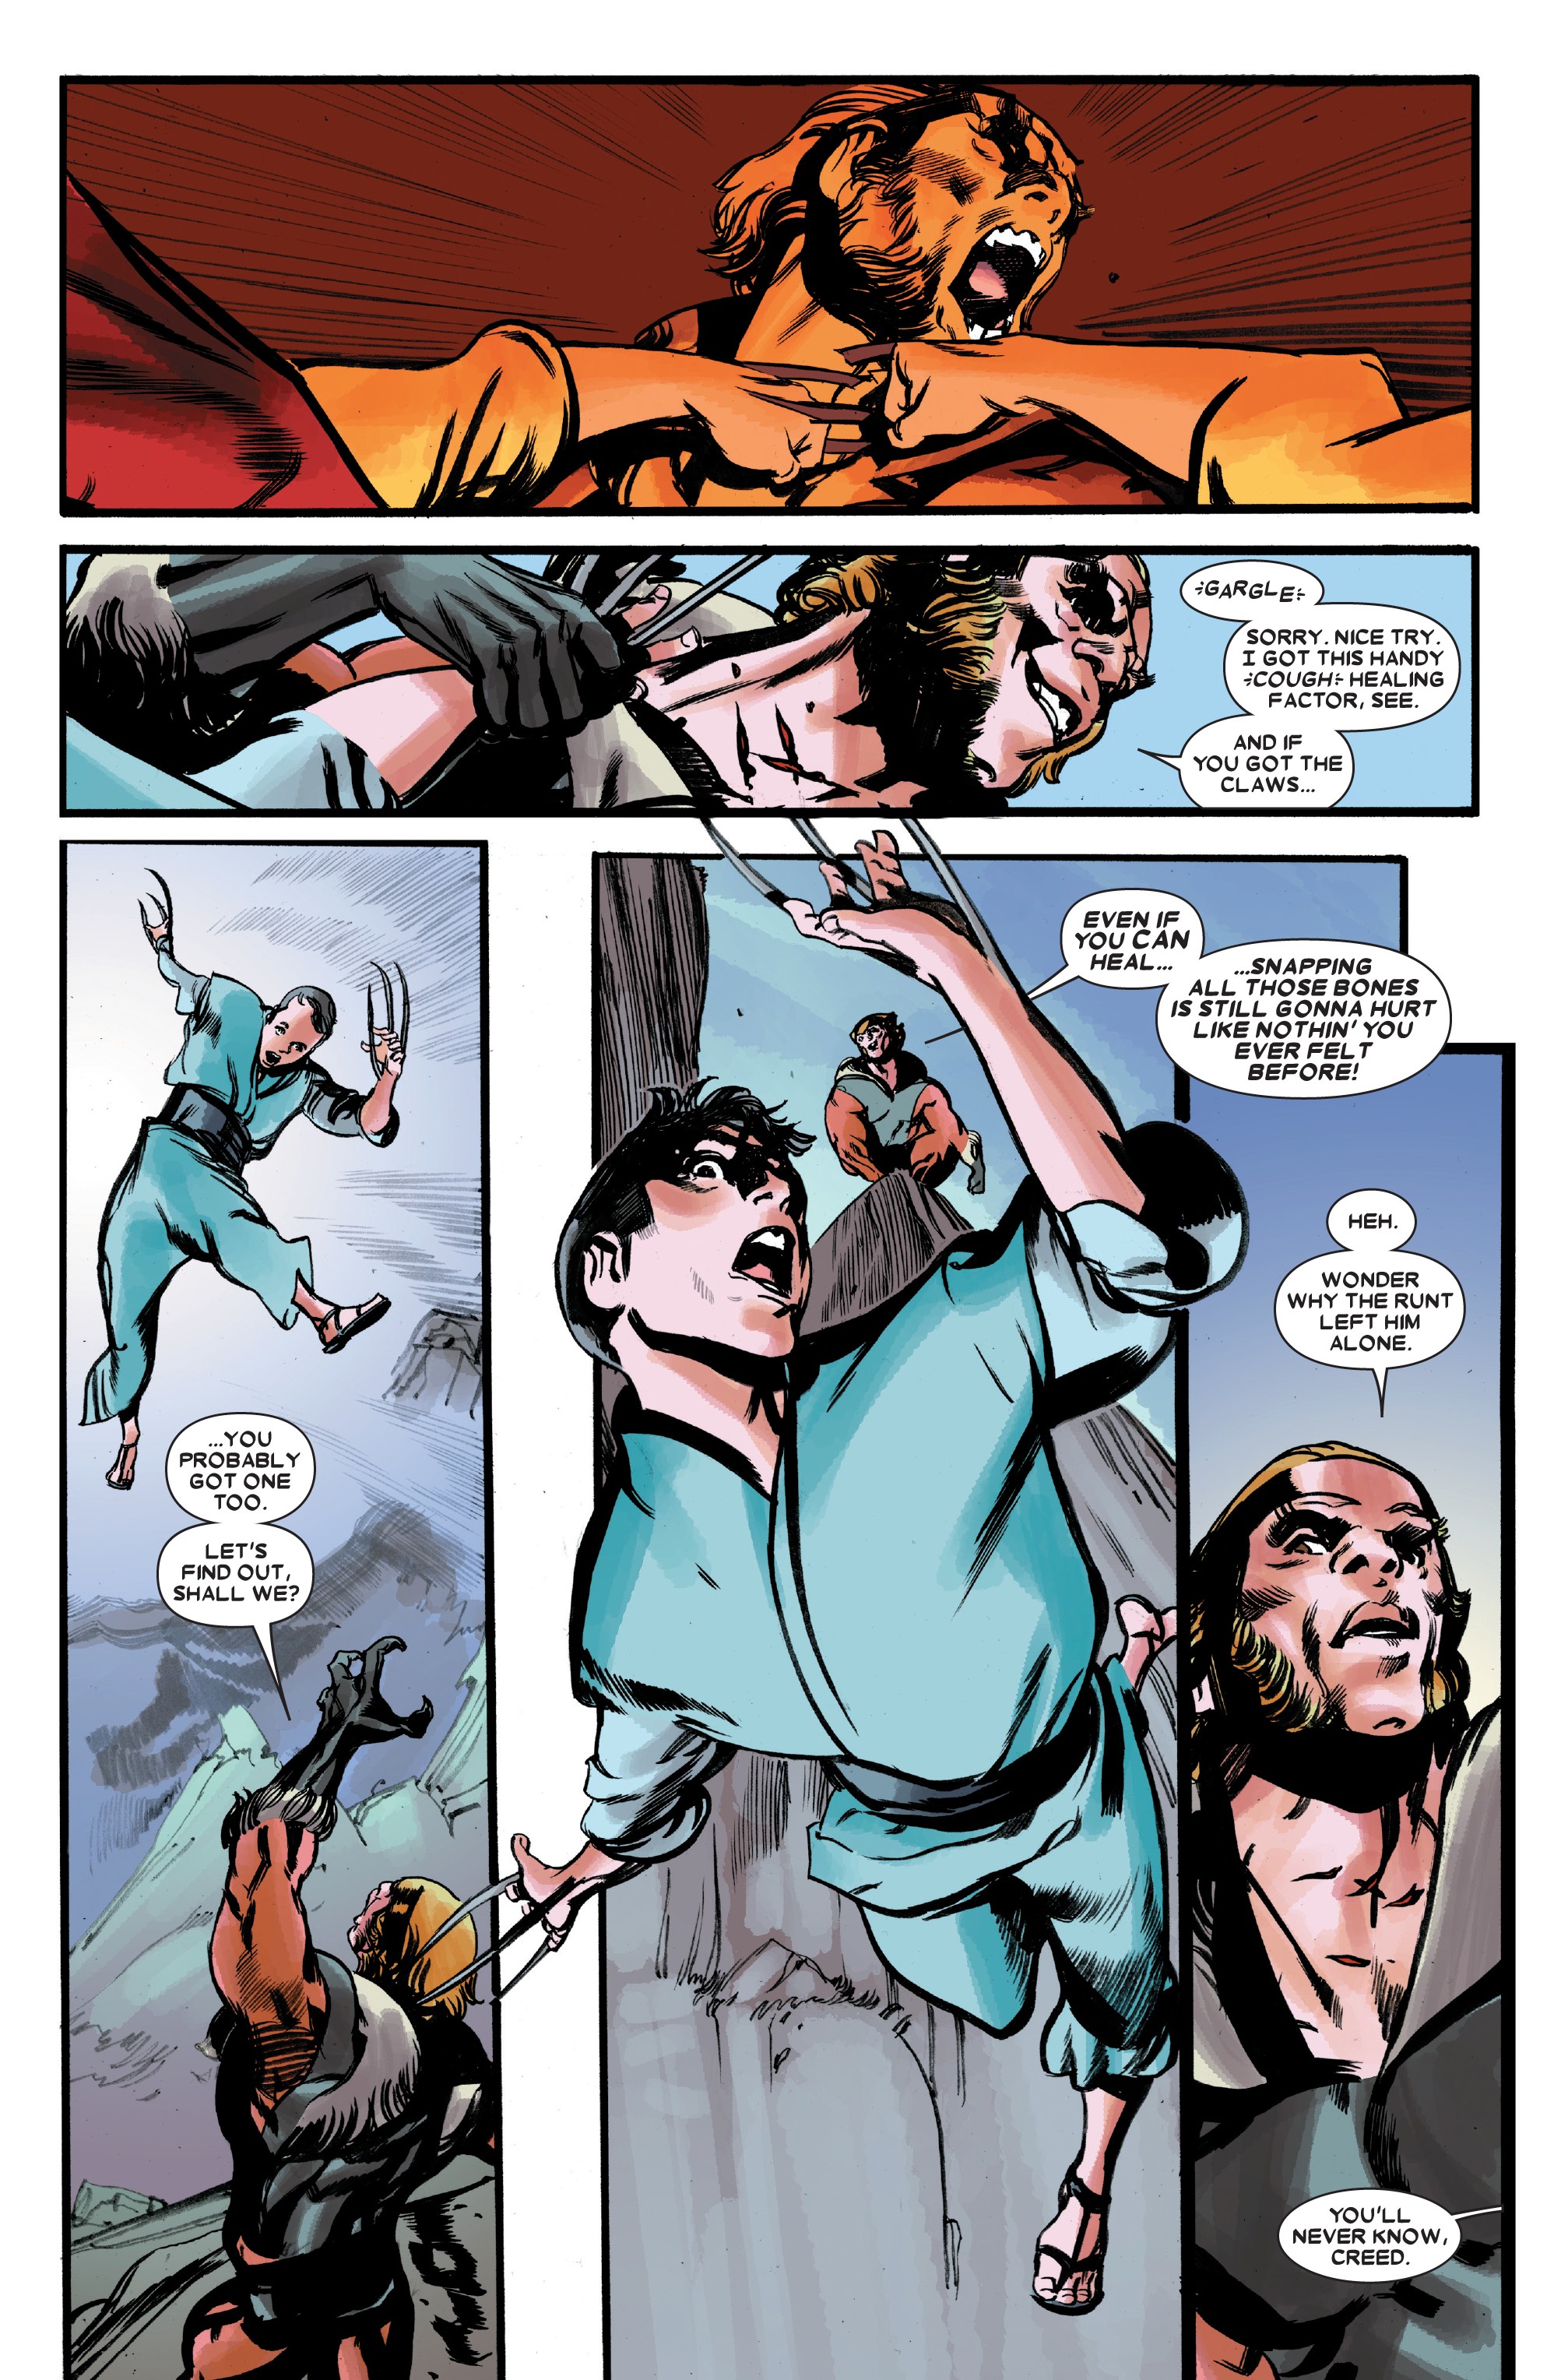 GARGLE
SORRY. NICE TRY.
I GOT THIS HANDY
COUGH HEALING
FACTOR, SEE.
AND IF
YOU GOT THE
CLAWS...
...YOU
PROBABLY
GOT ONE
TOO.
LET'S
FIND OUT,
SHALL WE?
EVEN IF
YOU CAN
HEAL...
...SNAPPING
ALL THOSE BONES
IS STILL GONNA HURT
LIKE NOTHIN' YOU
EVER FELT
BEFORE!
HEH.
WONDER
WHY THE RUNT
LEFT HIM
ALONE.
YOU'LL
NEVER KNOW,
CREED.